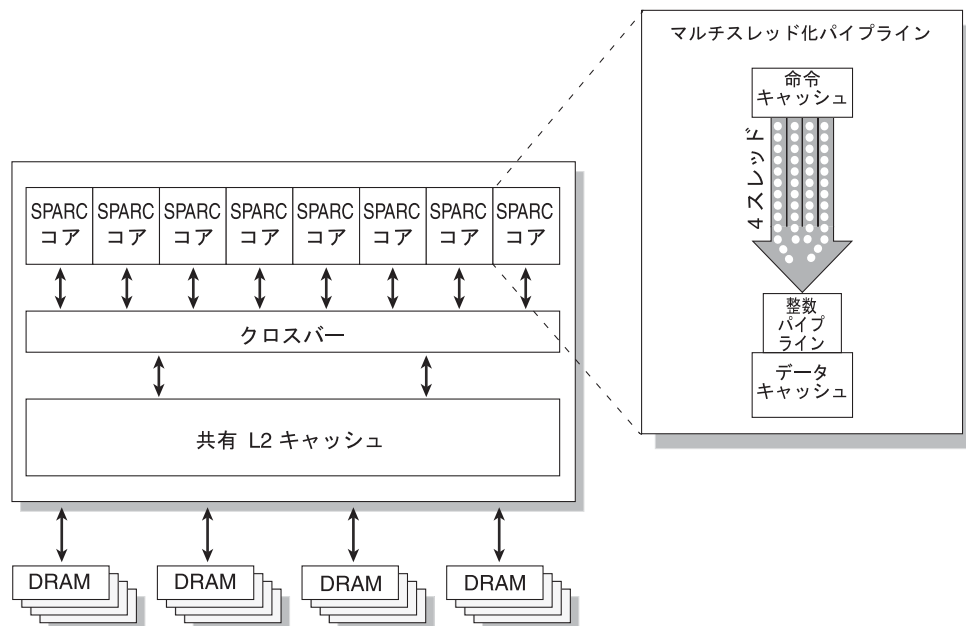 マルチスレッド化パイプライン
命令
キャッシュ
4スレッド
整数
パイプ
ライン
データ
キャッシュ
SPARC
コア
SPARC
コア
SPARC
コア
SPARC
コア
SPARC
コア
SPARC
コア
SPARC
コア
SPARC
コア
クロスバー
共有 L2 キャッシュ
DRAM
DRAM
DRAM
DRAM